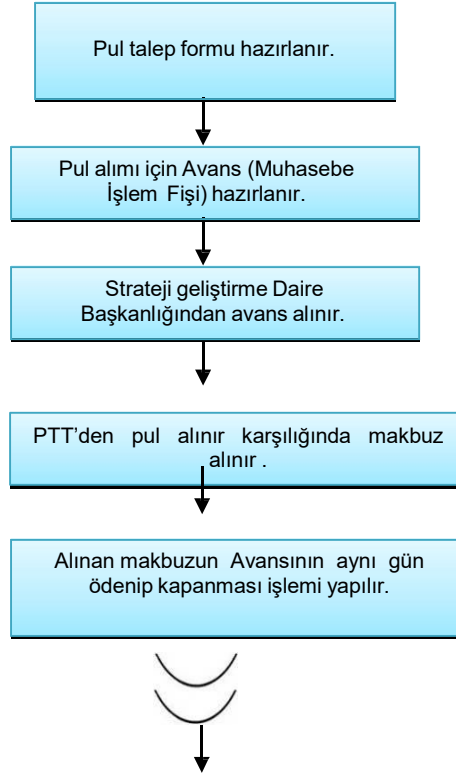 Pul talep formu hazırlanır.
Pul alımı için Avans (Muhasebe
İşlem Fişi) hazırlanır.
Strateji geliştirme Daire
Başkanlığından avans alınır.
PTT’den pul alınır karşılığında makbuz
alınır .
Alınan makbuzun Avansının aynı gün
ödenip kapanması işlemi yapılır.